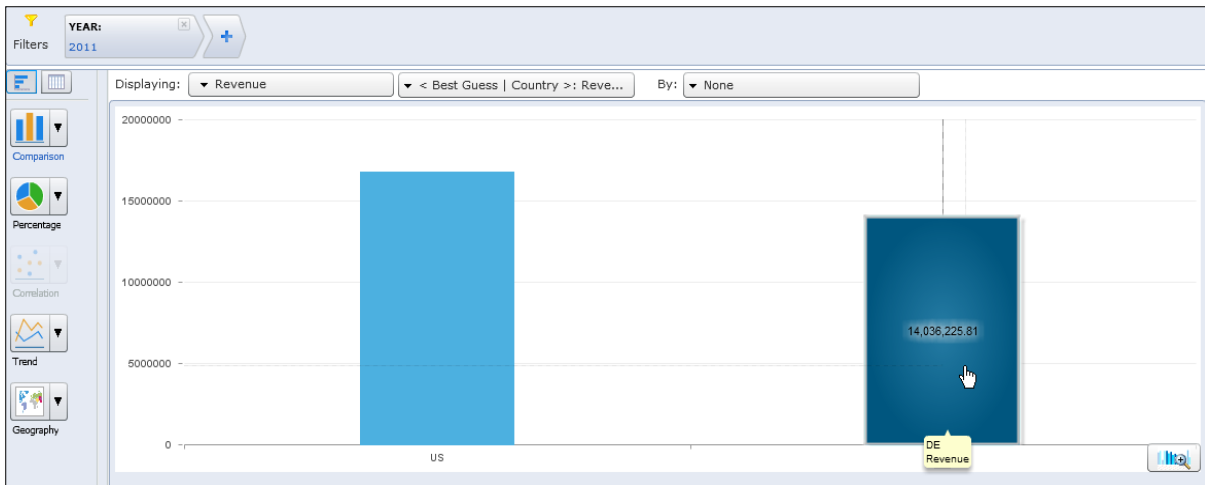 YEAR:
Filters
2011
Displaying:
Revenue
< Best Guess | Country >: Reve...
By:
None
Comparison
Percentage
Correlation
Trend
Geography
20000000
15000000
10000000
5000000
0
14,036,225.81
US
DE
Revenue